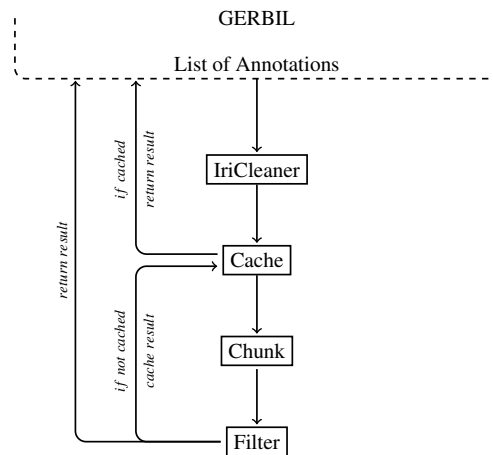 GERBIL
List of Annotations
IriCleaner
if cached
return result
return result
Cache
if not cached
cache result
Chunk
Filter